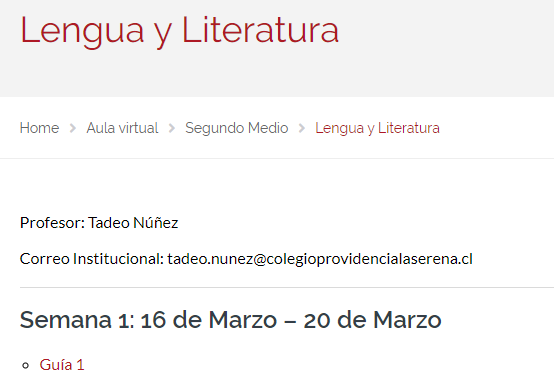 Lengua y Literatura
Home > Aula virtual > Segundo Medio > Lengua y Literatura
Profesor: Tadeo Núñez
Correo Institucional: tadeo.nunez@colegioprovidencialaserena.cl
Semana 1: 16 de Marzo – 20 de Marzo
Guía 1